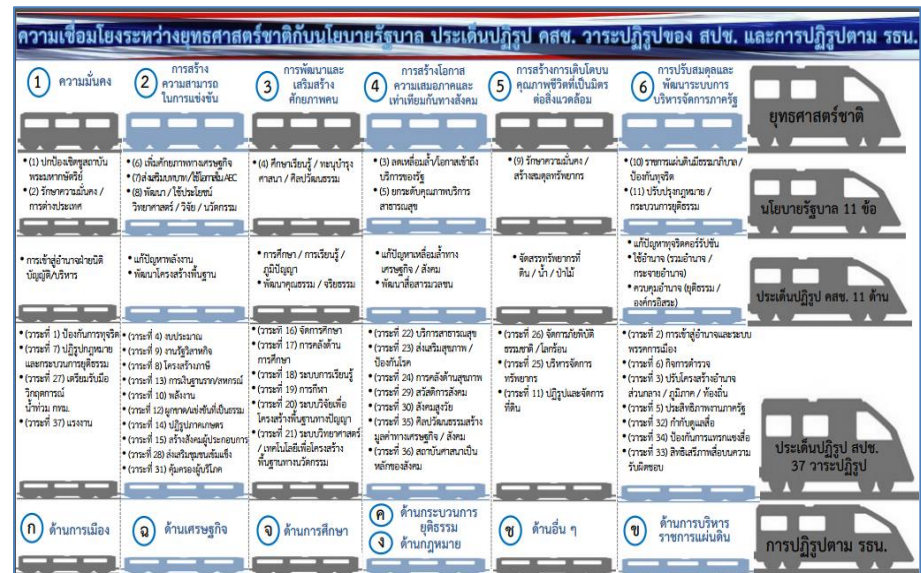 ความเชื่อมโยงระหว่างยุทธศาสตร์ชาติกับนโยบายรัฐบาล ประเด็นปฏิรูป คสช. วาระปฏิรูปของ สปช. และการปฏิรูปตาม รธน.
1 ความมั่นคง
2 การสร้าง
ความสามารถ
ในการแข่งขัน
3 การพัฒนาและ
เสริมสร้าง
ศักยภาพคน
4 การสร้างโอกาส
ความเสมอภาคและ
เท่าเทียมกันทางสังคม
5 การสร้างการเติบโตบน
คุณภาพชีวิตที่เป็นมิตร
ต่อสิ่งแวดล้อม
6 การปรับสมดุลและ
พัฒนาระบบการ
บริหารจัดการภาครัฐ
ยุทธศาสตร์ชาติ
• (1) ปกป้องเชิดชูสถาบัน
พระมหากษัตริย์
• (2) รักษาความมั่นคง /
การต่างประเทศ
• (6) เพิ่มศักยภาพทางเศรษฐกิจ
• (7) ส่งเสริมบทบาท / ใช้โอกาสใน AEC
• (8) พัฒนา / ใช้ประโยชน์
วิทยาศาสตร์ / วิจัย / นวัตกรรม
• (4) ศึกษาเรียนรู้ / ทะนุบำรุง
ศาสนา / ศิลปวัฒนธรรม
• (3) ลดเหลื่อมล้ำ/โอกาสเข้าถึง
บริการของรัฐ
• (5) ยกระดับคุณภาพบริการ
สาธารณสุข
• (9) รักษาความมั่นคง /
สร้างสมดุลทรัพยากร
• (10) ราชการแผ่นดินมีธรรมาภิบาล /
ป้องกันทุจริต
• (11) ปรับปรุงกฎหมาย /
กระบวนการยุติธรรม
นโยบายรัฐบาล 11 ข้อ
• การเข้าสู่อำนาจฝ่ายนิติ
บัญญัติ/บริหาร
• แก้ปัญหาพลังงาน
• พัฒนาโครงสร้างพื้นฐาน
• การศึกษา / การเรียนรู้ /
ภูมิปัญญา
• พัฒนาคุณธรรม / จริยธรรม
• แก้ปัญหาเหลื่อมล้ำทาง
เศรษฐกิจ / สังคม
• พัฒนาสื่อสารมวลชน
• จัดสรรทรัพยากรที่
ดิน / น้ำ / ป่าไม้
• แก้ปัญหาทุจริตคอร์รัปชัน
• ใช้อำนาจ (รวมอำนาจ /
กระจายอำนาจ)
• ควบคุมอำนาจ (ยุติธรรม /
องค์กรอิสระ)
ประเด็นปฏิรูป คสช. 11 ด้าน
• (วาระที่ 1) ป้องกันการทุจริต
• (วาระที่ 7) ปฏิรูปกฎหมาย
และกระบวนการยุติธรรม
• (วาระที่ 27) เตรียมรับมือ
วิกฤตการณ์
น้ำท่วม กทม.
• (วาระที่ 37) แรงงาน
• (วาระที่ 4) งบประมาณ
• (วาระที่ 9) งานรัฐวิสาหกิจ
• (วาระที่ 8) โครงสร้างภาษี
• (วาระที่ 13) การเงินฐานราก/สหกรณ์
• (วาระที่ 10) พลังงาน
• (วาระที่ 12) ผูกขาด/แข่งขันที่เป็นธรรม
• (วาระที่ 14) ปฏิรูปภาคเกษตร
• (วาระที่ 15) สร้างสังคมผู้ประกอบการ
• (วาระที่ 28) ส่งเสริมชุมชนเข้มแข็ง
• (วาระที่ 31) คุ้มครองผู้บริโภค
• (วาระที่ 16) จัดการศึกษา
• (วาระที่ 17) การคลังด้าน
การศึกษา
• (วาระที่ 18) ระบบการเรียนรู้
• (วาระที่ 19) การกีฬา
• (วาระที่ 20) ระบบวิจัยเพื่อ
โครงสร้างพื้นฐานทางปัญญา
• (วาระที่ 21) ระบบวิทยาศาสตร์
/ เทคโนโลยีเพื่อโครงสร้าง
พื้นฐานทางนวัตกรรม
• (วาระที่ 22) บริการสาธารณสุข
• (วาระที่ 23) ส่งเสริมสุขภาพ /
ป้องกันโรค
• (วาระที่ 24) การคลังด้านสุขภาพ
• (วาระที่ 29) สวัสดิการสังคม
• (วาระที่ 30) สังคมสูงวัย
• (วาระที่ 35) ศิลปวัฒนธรรมสร้าง
มูลค่าทางเศรษฐกิจ / สังคม
• (วาระที่ 36) สถาบันศาสนาเป็น
หลักของสังคม
• (วาระที่ 26) จัดการภัยพิบัติ
ธรรมชาติ / โลกร้อน
• (วาระที่ 25) บริหารจัดการ
ทรัพยากร
• (วาระที่ 11) ปฏิรูปและจัดการ
ที่ดิน
• (วาระที่ 2) การเข้าสู่อำนาจและระบบ
พรรคการเมือง
• (วาระที่ 6) กิจการตำรวจ
• (วาระที่ 3) ปรับโครงสร้างอำนาจ
ส่วนกลาง / ภูมิภาค / ท้องถิ่น
• (วาระที่ 5) ประสิทธิภาพงานภาครัฐ
• (วาระที่ 32) กำกับดูแลสื่อ
• (วาระที่ 34) ป้องกันการแทรกแซงสื่อ
• (วาระที่ 33) สิทธิเสรีภาพสื่อบนความ
รับผิดชอบ
ประเด็นปฏิรูป สปช.
37 วาระปฏิรูป
ก ด้านการเมือง
ฉ ด้านเศรษฐกิจ
จ ด้านการศึกษา
ค ด้านกระบวนการ
ยุติธรรม
ง ด้านกฎหมาย
ช ด้านอื่น ๆ
ข ด้านการบริหาร
ราชการแผ่นดิน
การปฏิรูปตาม รธน.